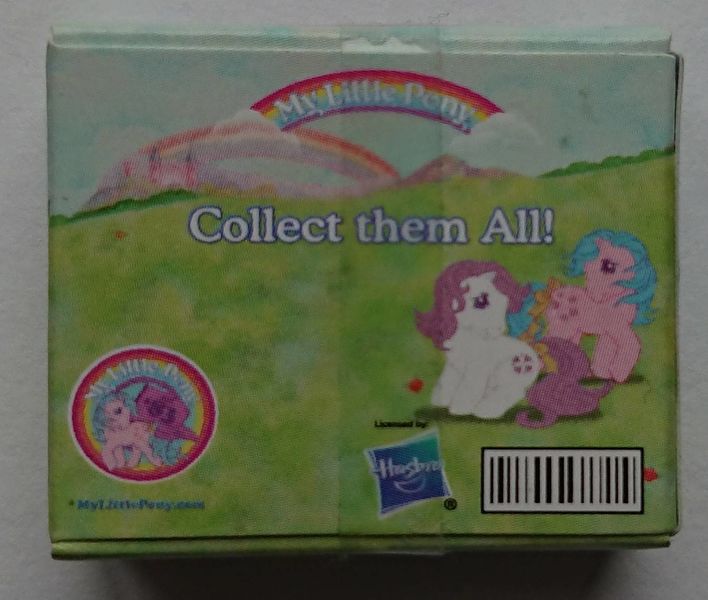 My Little Pony
Collect them All!
My Little Pony
Licensed by:
Hasbro
®
*MyLittlePony.com